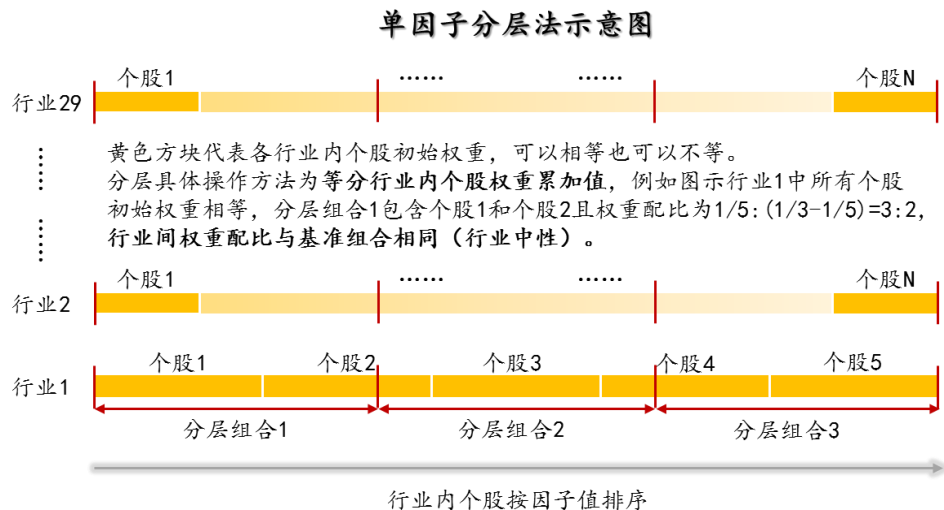 单因子分层法示意图
个股1 …… …… 个股N
行业29
……
黄色方块代表各行业内个股初始权重，可以相等也可以不等。
分层具体操作方法为等分行业内个股权重累加值，例如图示行业1中所有个股
初始权重相等，分层组合1包含个股1和个股2且权重配比为1/5:(1/3-1/5)=3:2，
行业间权重配比与基准组合相同（行业中性）。
……
个股1 …… …… 个股N
行业2
个股1 个股2 个股3 个股4 个股5
行业1
分层组合1 分层组合2 分层组合3
行业内个股按因子值排序